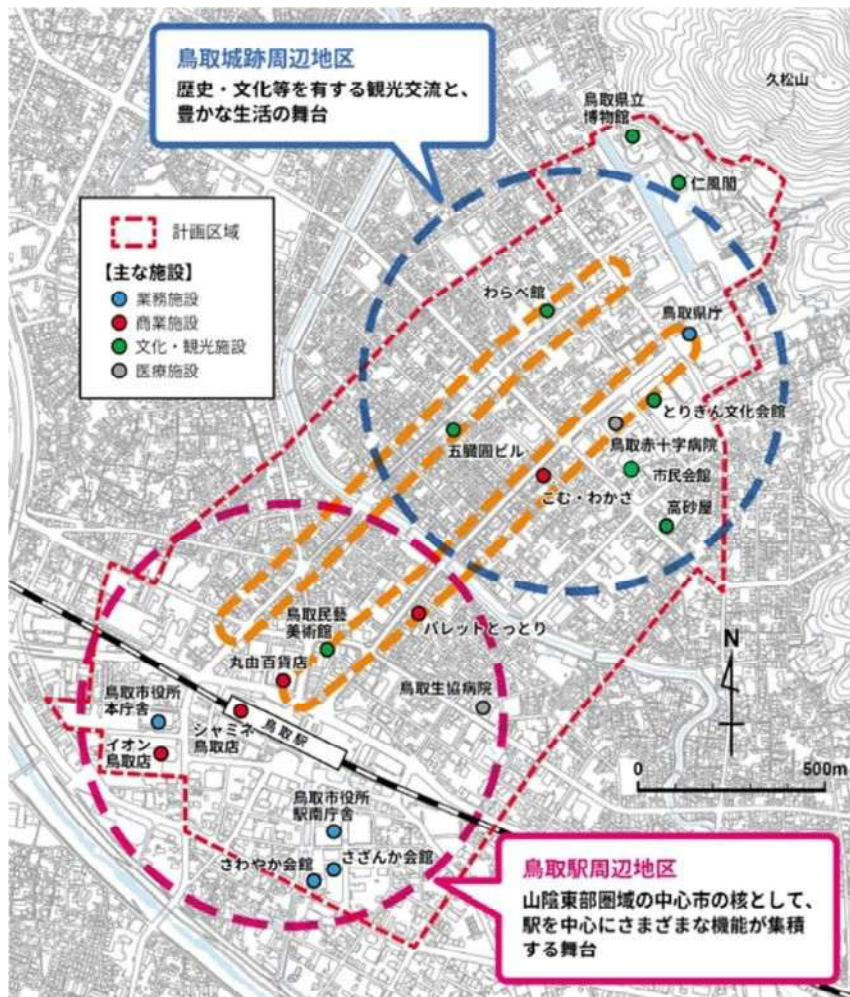 鳥取城跡周辺地区
歴史・文化等を有する観光交流と、
豊かな生活の舞台
久松山
鳥取県立
博物館
仁風閣
計画区域
【主な施設】
業務施設
商業施設
文化・観光施設
医療施設
わらべ館
鳥取県庁
とりぎん文化会館
五臓圓ビル
鳥取赤十字病院
市民会館
こむ・わかさ
高砂屋
鳥取民藝
美術館
パレットとっとり
丸由百貨店
鳥取生協病院
N
鳥取市役所
本庁舎
シャミネ
鳥取店
鳥取駅
イオン
鳥取店
0
500m
鳥取市役所
駅南庁舎
さわやか会館
さざんか会館
鳥取駅周辺地区
山陰東部圏域の中心市の核として、
駅を中心にさまざまな機能が集積
する舞台